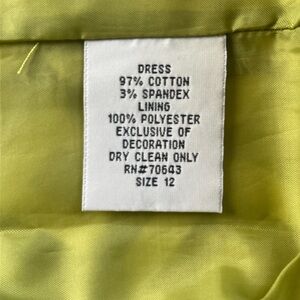 DRESS
97% COTTON
3% SPANDEX
LINING
100% POLYESTER
EXCLUSIVE OF
DECORATION
DRY CLEAN ONLY
RN#70643
SIZE 12